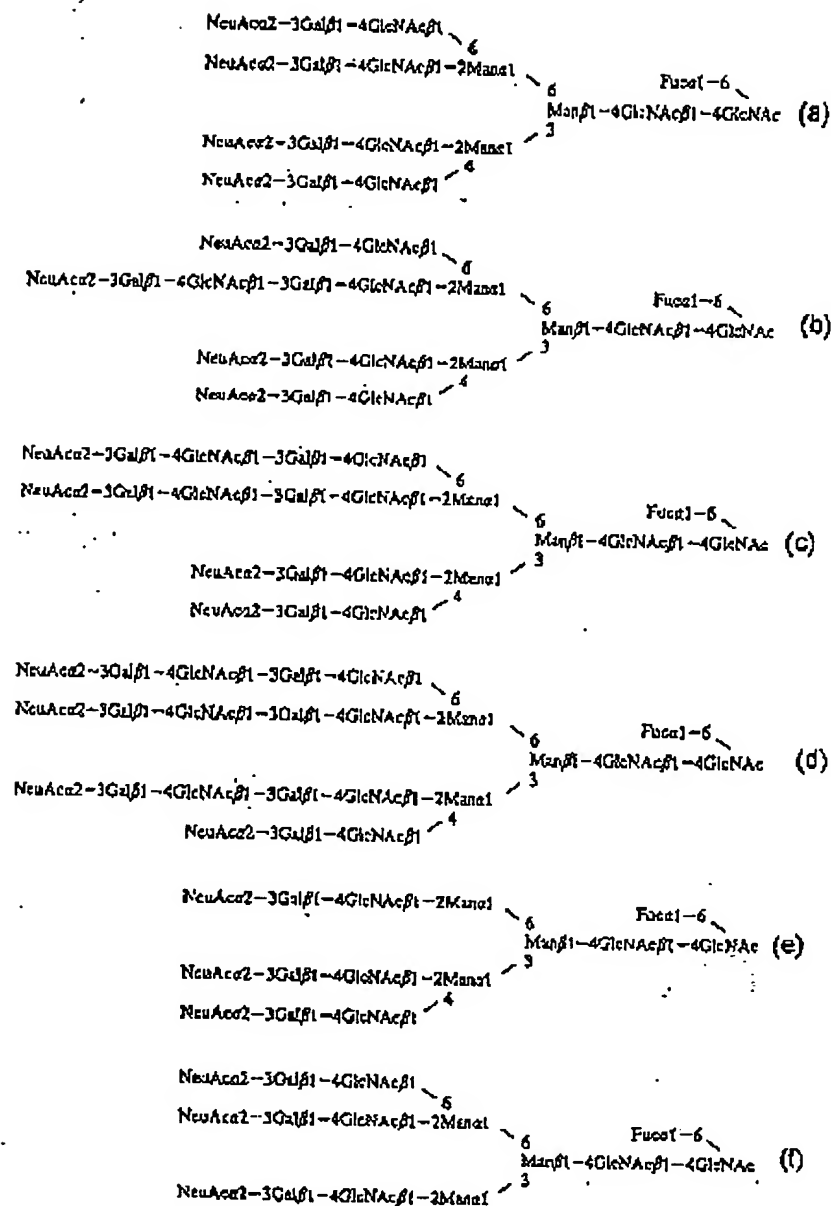 NeuAcα2-3Galβ1-4GlcNAcβ1
6
NeuAcα2-3Galβ1-4GlcNAcβ1-2Manα1
6 Fucα1-6
Manβ1-4GlcNAcβ1-4GlcNAc (a)
3
NeuAcα2-3Galβ1-4GlcNAcβ1-2Manα1
4
NeuAcα2-3Galβ1-4GlcNAcβ1
NeuAcα2-3Galβ1-4GlcNAcβ1
6
NeuAcα2-3Galβ1-4GlcNAcβ1-3Galβ1-4GlcNAcβ1-2Manα1
6 Fucα1-6
Manβ1-4GlcNAcβ1-4GlcNAc (b)
3
NeuAcα2-3Galβ1-4GlcNAcβ1-2Manα1
4
NeuAcα2-3Galβ1-4GlcNAcβ1
NeuAcα2-3Galβ1-4GlcNAcβ1-3Galβ1-4GlcNAcβ1
6
NeuAcα2-3Galβ1-4GlcNAcβ1-3Galβ1-4GlcNAcβ1-2Manα1
6 Fucα1-6
Manβ1-4GlcNAcβ1-4GlcNAc (c)
3
NeuAcα2-3Galβ1-4GlcNAcβ1-2Manα1
4
NeuAcα2-3Galβ1-4GlcNAcβ1
NeuAcα2-3Galβ1-4GlcNAcβ1-3Galβ1-4GlcNAcβ1
6
NeuAcα2-3Galβ1-4GlcNAcβ1-3Galβ1-4GlcNAcβ1-2Manα1
6 Fucα1-6
Manβ1-4GlcNAcβ1-4GlcNAc (d)
3
NeuAcα2-3Galβ1-4GlcNAcβ1-3Galβ1-4GlcNAcβ1-2Manα1
4
NeuAcα2-3Galβ1-4GlcNAcβ1
NeuAcα2-3Galβ1-4GlcNAcβ1-2Manα1
6 Fucα1-6
Manβ1-4GlcNAcβ1-4GlcNAc (e)
3
NeuAcα2-3Galβ1-4GlcNAcβ1-2Manα1
4
NeuAcα2-3Galβ1-4GlcNAcβ1
NeuAcα2-3Galβ1-4GlcNAcβ1
6
NeuAcα2-3Galβ1-4GlcNAcβ1-2Manα1
6 Fucα1-6
Manβ1-4GlcNAcβ1-4GlcNAc (f)
3
NeuAcα2-3Galβ1-4GlcNAcβ1-2Manα1